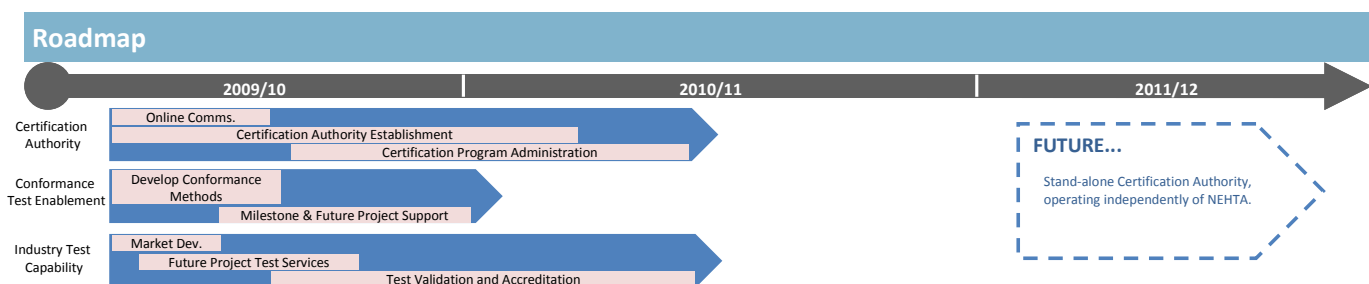 Roadmap
2009/10
2010/11
2011/12
Certification
Authority
Online Comms.
Certification Authority Establishment
Certification Program Administration
Conformance
Test Enablement
Develop Conformance
Methods
Milestone & Future Project Support
Industry Test
Capability
Market Dev.
Future Project Test Services
Test Validation and Accreditation
FUTURE...
Stand-alone Certification Authority,
operating independently of NEHTA.